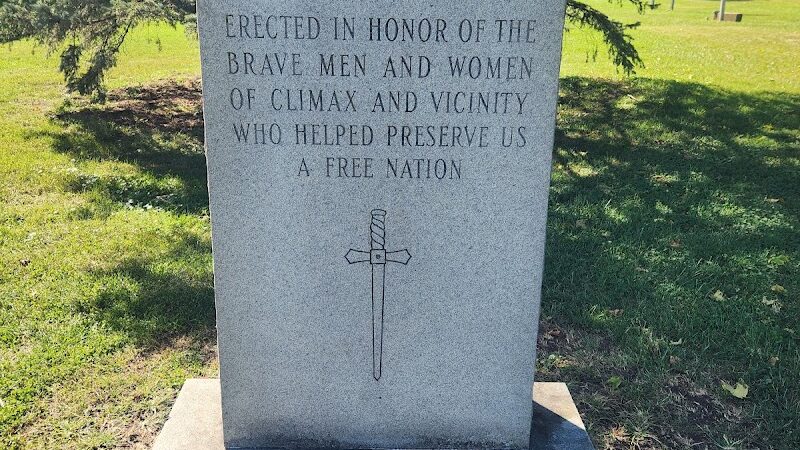 ERECTED IN HONOR OF THE
BRAVE MEN AND WOMEN
OF CLIMAX AND VICINITY
WHO HELPED PRESERVE US
A FREE NATION